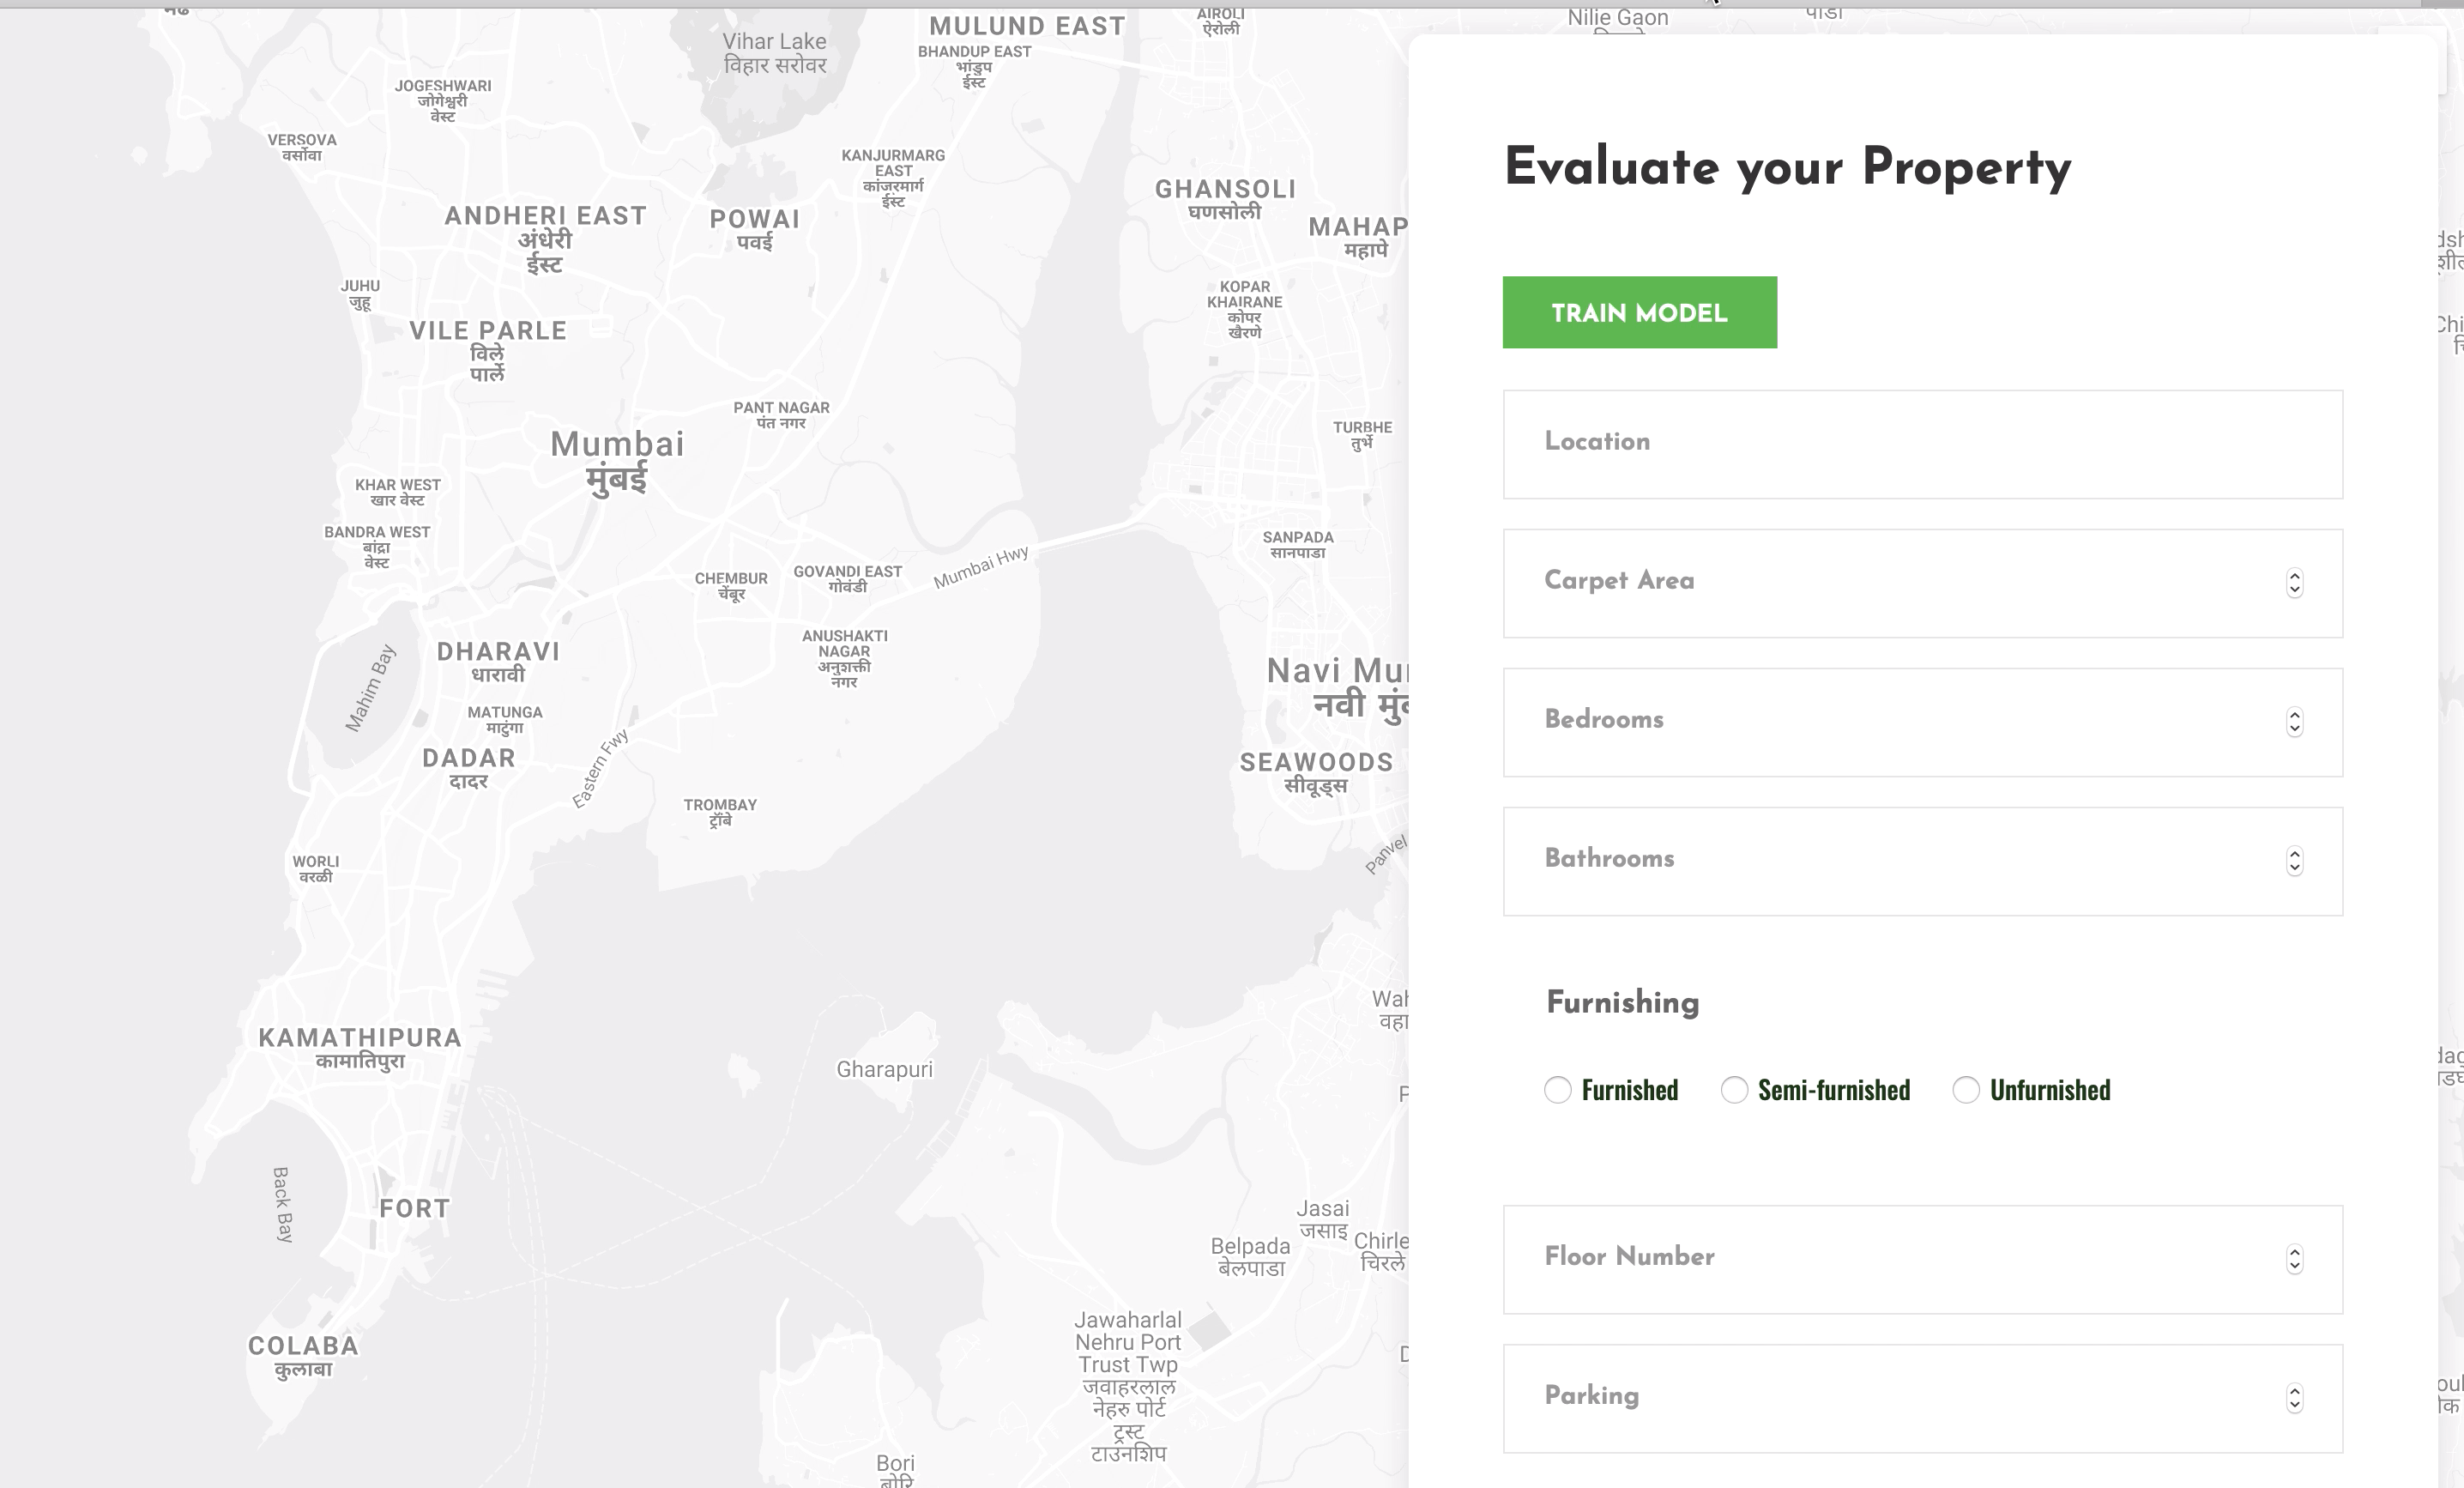 मढ
Vihar Lake
विहार सरोवर
MULUND EAST
BHANDUP EAST
भांडुप
ईस्ट
AIROLI
ऐरोली
Nilje Gaon
पाडा
JOGESHWARI
जोगेश्वरी
वेस्ट
VERSOVA
वर्सोवा
KANJURMARG
EAST
कांजरमार्ग
ईस्ट
ANDHERI EAST
अंधेरी
ईस्ट
POWAI
पवई
GHANSOLI
घणसोली
MAHAP
महापे
JUHU
जुहू
KOPAR
KHAIRANE
कोपर
खैरणे
VILE PARLE
विले
पार्ले
PANT NAGAR
पंत नगर
TURBHE
तुर्भे
Mumbai
मुंबई
KHAR WEST
खार वेस्ट
BANDRA WEST
बांद्रा
वेस्ट
SANPADA
सानपाडा
Mumbai Hwy
CHEMBUR
चेंबूर
GOVANDI EAST
गोवंडी
ANUSHAKTI
NAGAR
अनुशक्ती
नगर
DHARAVI
धारावी
Mahim Bay
Navi Mu
नवी मुं
MATUNGA
माटुंगा
DADAR
दादर
Eastern Fwy
SEAWOODS
सीवूड्स
TROMBAY
ट्रॉंबे
Panvel
WORLI
वरळी
Wah
वहा
KAMATHIPURA
कामातिपुरा
Gharapuri
Back Bay
FORT
Jasai
जसाइ
Belpada
बेलपाडा
Chirle
चिरले
COLABA
कुलाबा
Jawaharlal
Nehru Port
Trust Twp
जवाहरलाल
नेहरु पोर्ट
ट्रस्ट
टाउनशिप
Bori
बोरि
Evaluate your Property
TRAIN MODEL
Location
Carpet Area
Bedrooms
Bathrooms
Furnishing
Furnished Semi-furnished Unfurnished
Floor Number
Parking